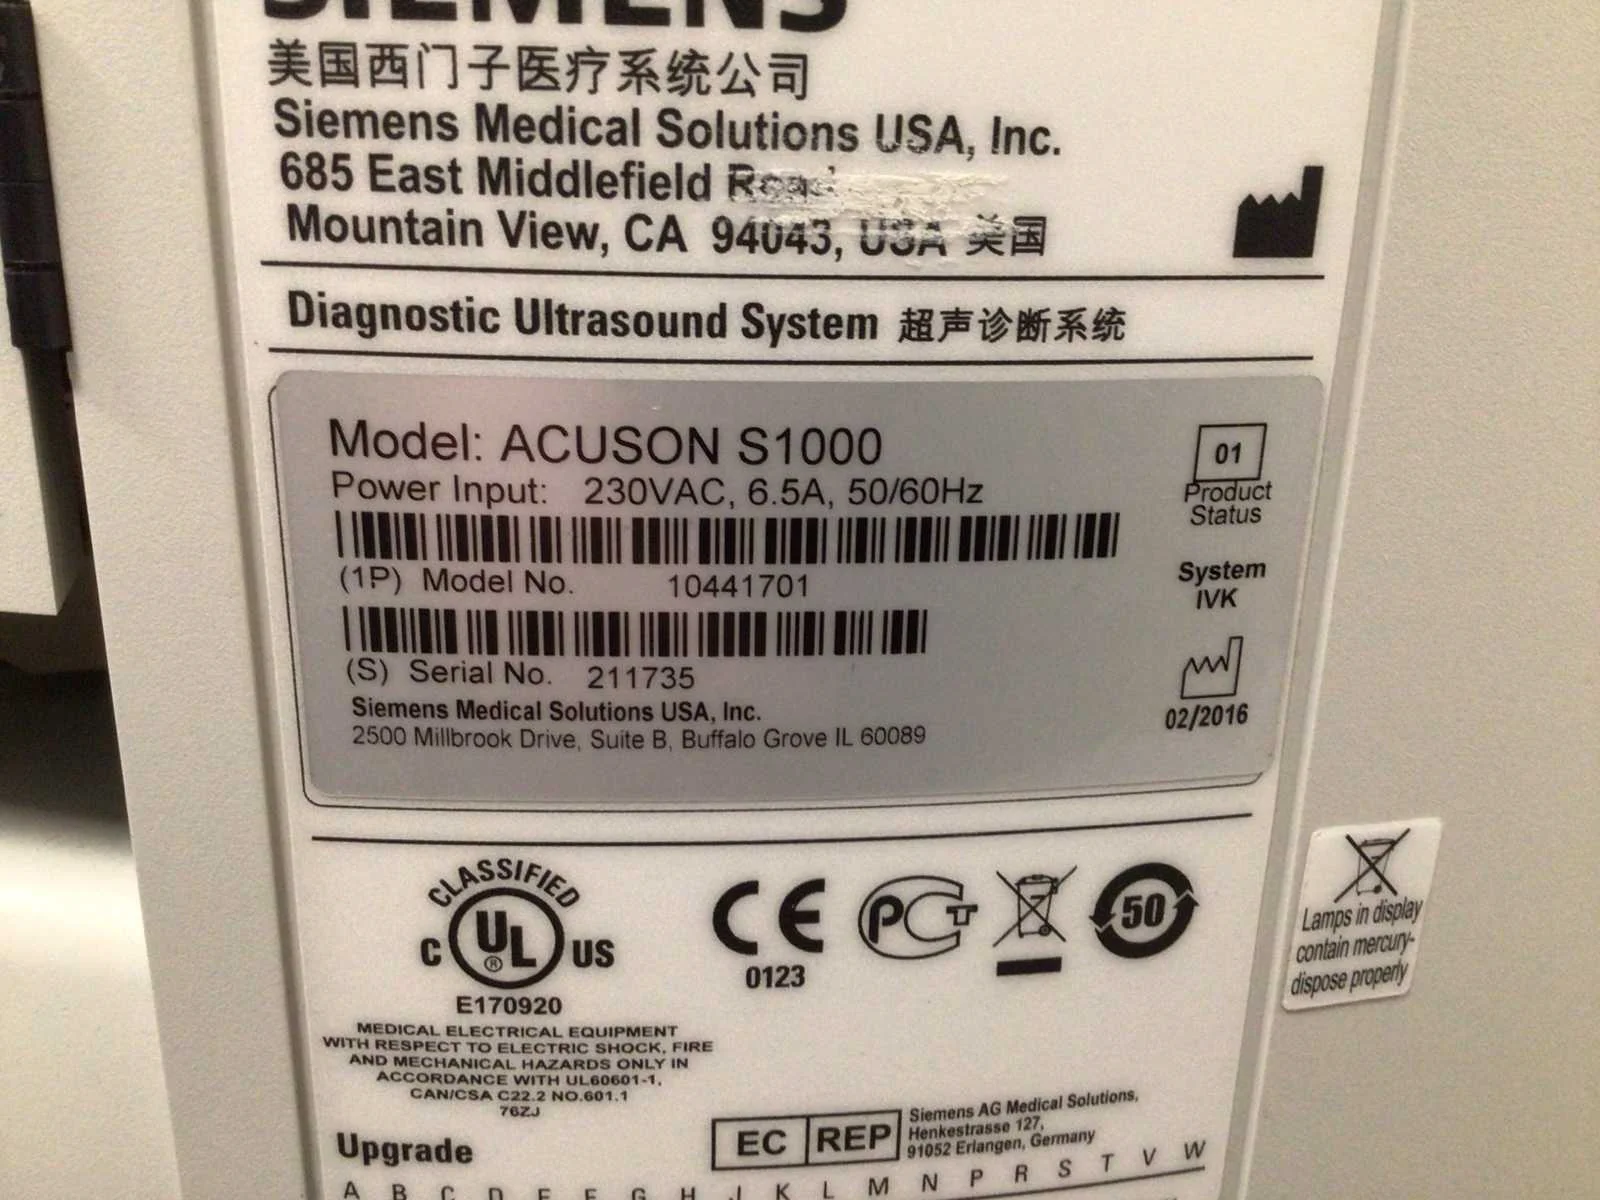 SIEMENS
美国西门子医疗系统公司
Siemens Medical Solutions USA, Inc.
685 East Middlefield Road
Mountain View, CA 94043, USA 美国
Diagnostic Ultrasound System 超声诊断系统
Model: ACUSON S1000
Power Input: 230VAC, 6.5A, 50/60Hz
01
Product
Status
(1P) Model No. 10441701
System
IVK
(S) Serial No. 211735
02/2016
Siemens Medical Solutions USA, Inc.
2500 Millbrook Drive, Suite B, Buffalo Grove IL 60089
CLASSIFIED
C UL® US
E170920
MEDICAL ELECTRICAL EQUIPMENT
WITH RESPECT TO ELECTRIC SHOCK, FIRE
AND MECHANICAL HAZARDS ONLY IN
ACCORDANCE WITH UL60601-1,
CAN/CSA C22.2 NO.601.1
76ZJ
CE
0123
PCT
50
Lamps in display
contain mercury-
dispose properly
EC REP
Siemens AG Medical Solutions,
Henkestrasse 127,
91052 Erlangen, Germany
Upgrade
A B C D E F G H J K L M N P R S T V W